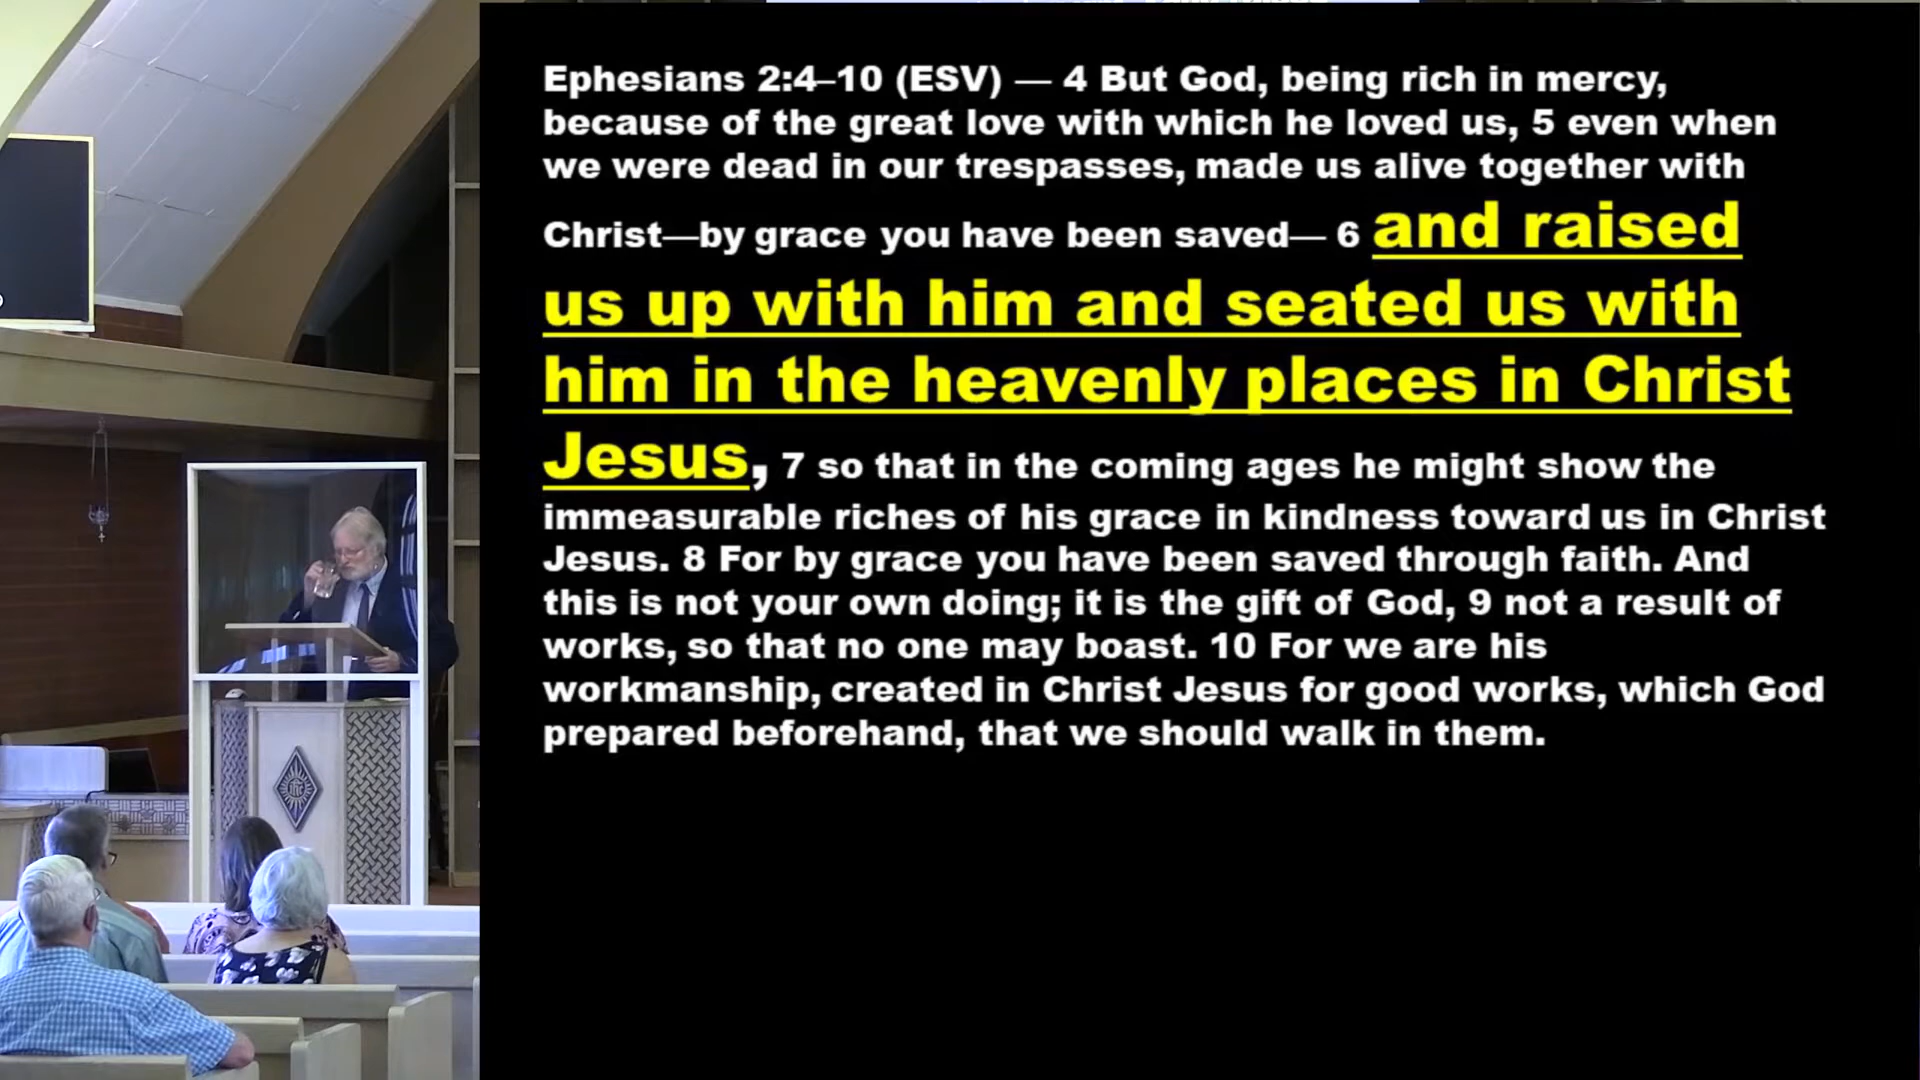 Ephesians 2:4–10 (ESV) — 4 But God, being rich in mercy,
because of the great love with which he loved us, 5 even when
we were dead in our trespasses, made us alive together with
Christ—by grace you have been saved— 6 and raised
us up with him and seated us with
him in the heavenly places in Christ
Jesus, 7 so that in the coming ages he might show the
immeasurable riches of his grace in kindness toward us in Christ
Jesus. 8 For by grace you have been saved through faith. And
this is not your own doing; it is the gift of God, 9 not a result of
works, so that no one may boast. 10 For we are his
workmanship, created in Christ Jesus for good works, which God
prepared beforehand, that we should walk in them.